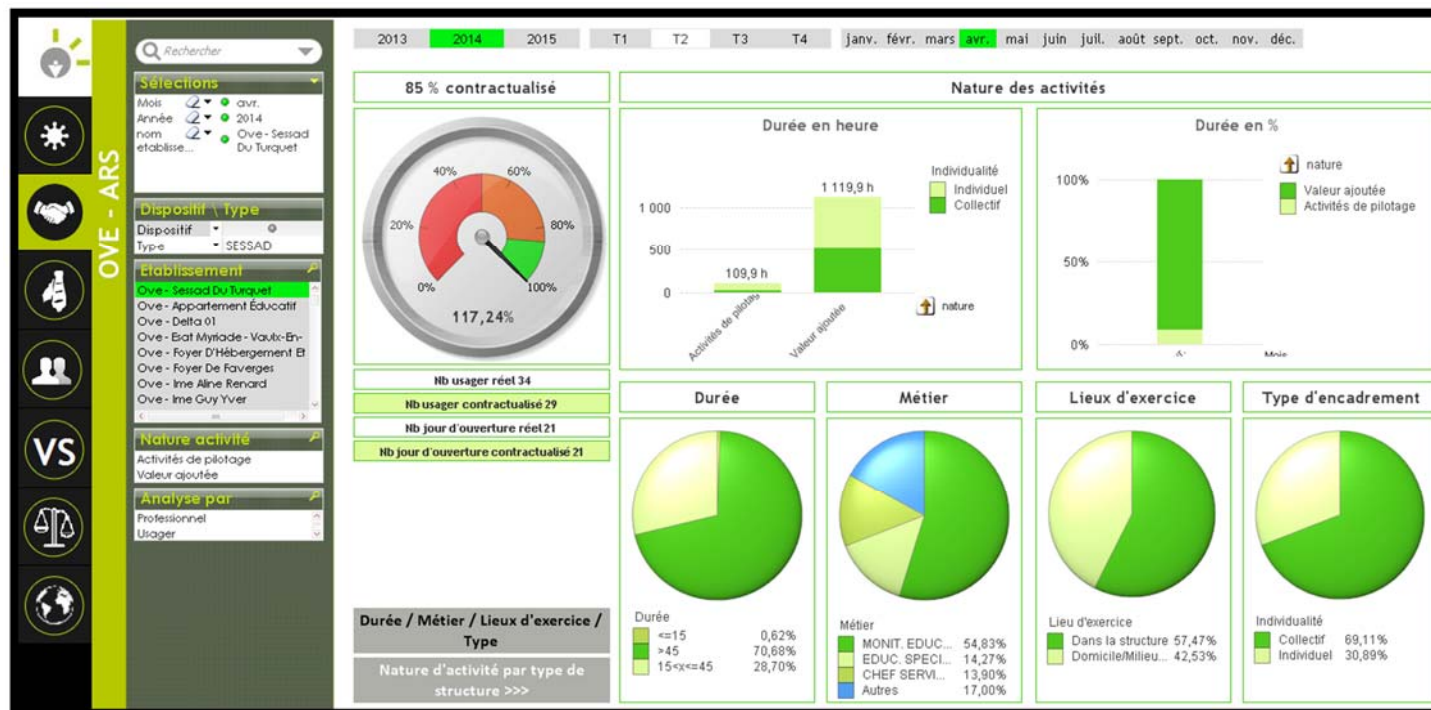 OVE - ARS
VS
Rechercher
Sélections
Mois avr.
Année 2014
nom Ove - Sessad
etablisse... Du Turquet
Dispositif \ Type
Dispositif
Type SESSAD
Etablissement
Ove - Sessad Du Turquet
Ove - Appartement Éducatif
Ove - Delta 01
Ove - Esat Myriade - Vaulx-En-
Ove - Foyer D'Hébergement Et
Ove - Foyer De Faverges
Ove - Ime Aline Renard
Ove - Ime Guy Yver
Nature activité
Activités de pilotage
Valeur ajoutée
Analyse par
Professionnel
Usager
2013 2014 2015 T1 T2 T3 T4 janv. févr. mars avr. mai juin juil. août sept. oct. nov. déc.
85 % contractualisé
0% 20% 40% 60% 80% 100%
117,24%
Nb usager réel 34
Nb usager contractualisé 29
Nb jour d'ouverture réel 21
Nb jour d'ouverture contractualisé 21
Durée / Métier / Lieux d'exercice /
Type
Nature d'activité par type de
structure >>>
Nature des activités
Durée en heure
Individualité
Individuel
Collectif
1 119,9 h
1 000
500
109,9 h
0
Activités de pilotag
Valeur ajoutée
nature
Durée en %
nature
Valeur ajoutée
Activités de pilotage
100%
50%
0%
Mois
Durée
Durée
<=15 0,62%
>45 70,68%
15<x<=45 28,70%
Métier
Métier
MONIT. EDUC... 54,83%
EDUC. SPECI... 14,27%
CHEF SERVI... 13,90%
Autres 17,00%
Lieux d'exercice
Lieu d'exercice
Dans la structure 57,47%
Domicile/Milieu... 42,53%
Type d'encadrement
Individualité
Collectif 69,11%
Individuel 30,89%